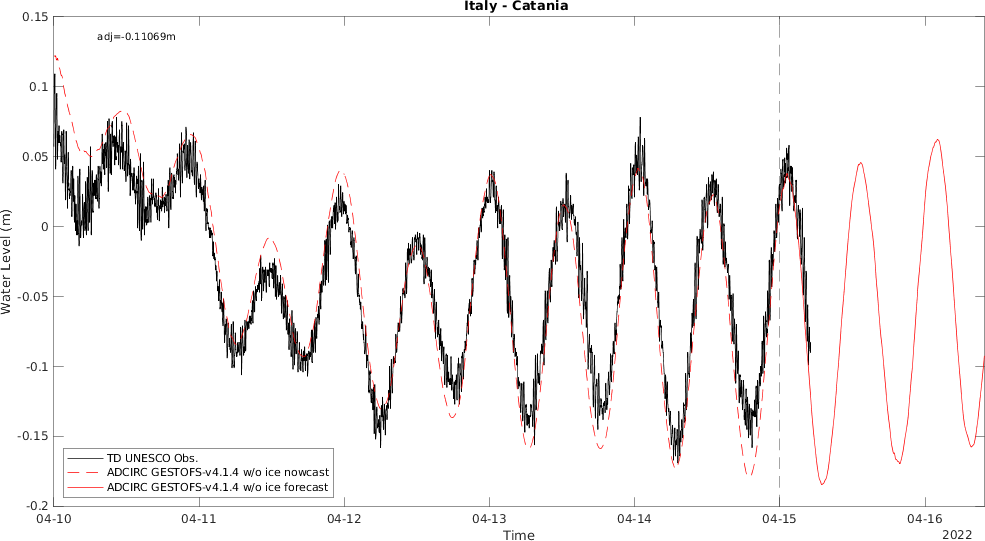 Italy - Catania
0.15
adj=-0.11069m
0.1
0.05
0
-0.05
-0.1
-0.15
-0.2
Water Level (m)
TD UNESCO Obs.
ADCIRC GESTOFS-v4.1.4 w/o ice nowcast
ADCIRC GESTOFS-v4.1.4 w/o ice forecast
04-10 04-11 04-12 04-13 04-14 04-15 04-16
Time
2022